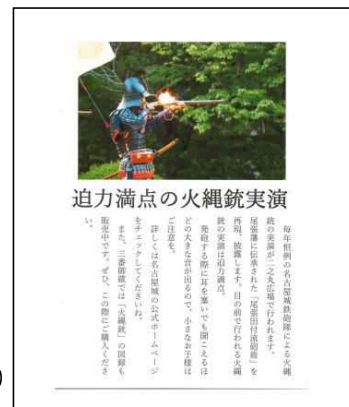 迫力満点の火縄銃実演
毎年恒例の名古屋城鉄砲隊による火縄
銃の実演が二之丸広場で行われます。
尾張藩に伝承された「尾張田付流砲術」を
再現、披露します。目の前で行われる火縄
銃の実演は迫力満点。
発砲する際に耳を塞いでも聞こえるほ
どの大きな音が出るので、小さなお子様は
ご注意を。
詳しくは名古屋城の公式ホームページ
をチェックしてくださいね。
また、三番御蔵では「火縄銃」の図録も
販売中です。ぜひ、この際にご購入くださ
い。
)